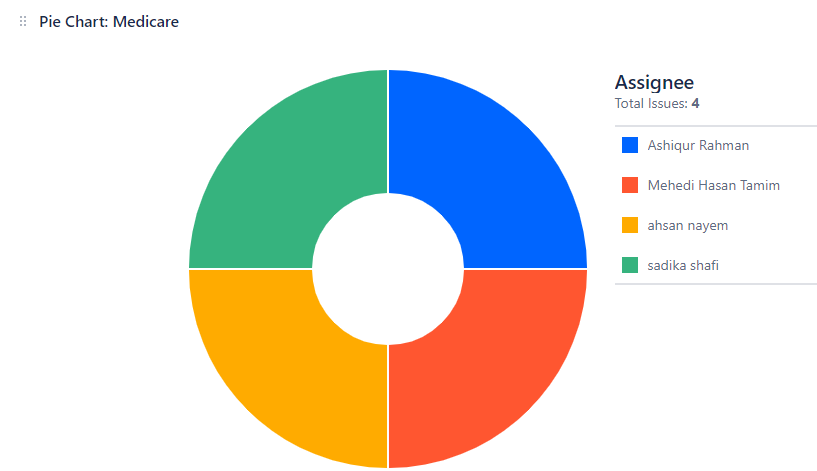 Pie Chart: Medicare
Assignee
Total Issues: 4
Ashiqur Rahman
Mehedi Hasan Tamim
ahsan nayem
sadika shafi